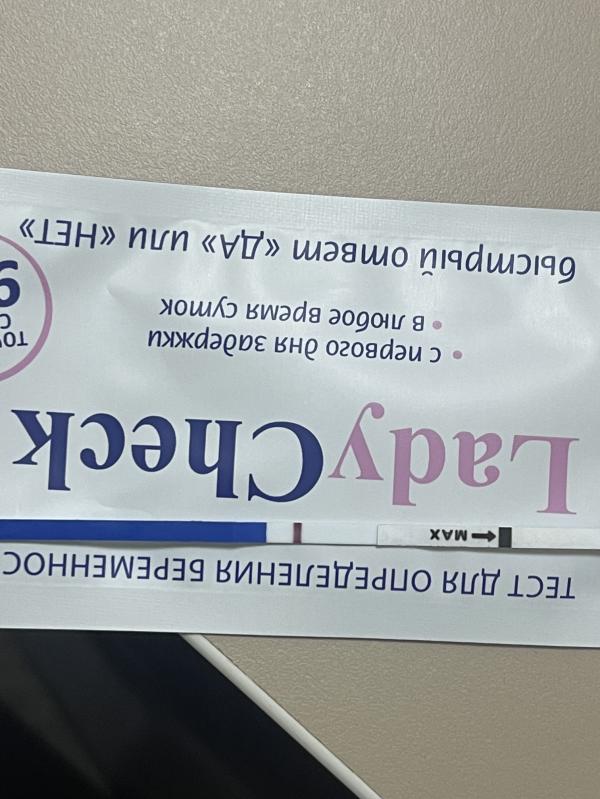 ТЕСТ ДЛЯ ОПРЕДЕЛЕНИЯ БЕРЕМЕННОС
← MAX
LadyCheck
• с первого дня задержки
• в любое время суток
быстрый ответ «ДА» или «НЕТ»